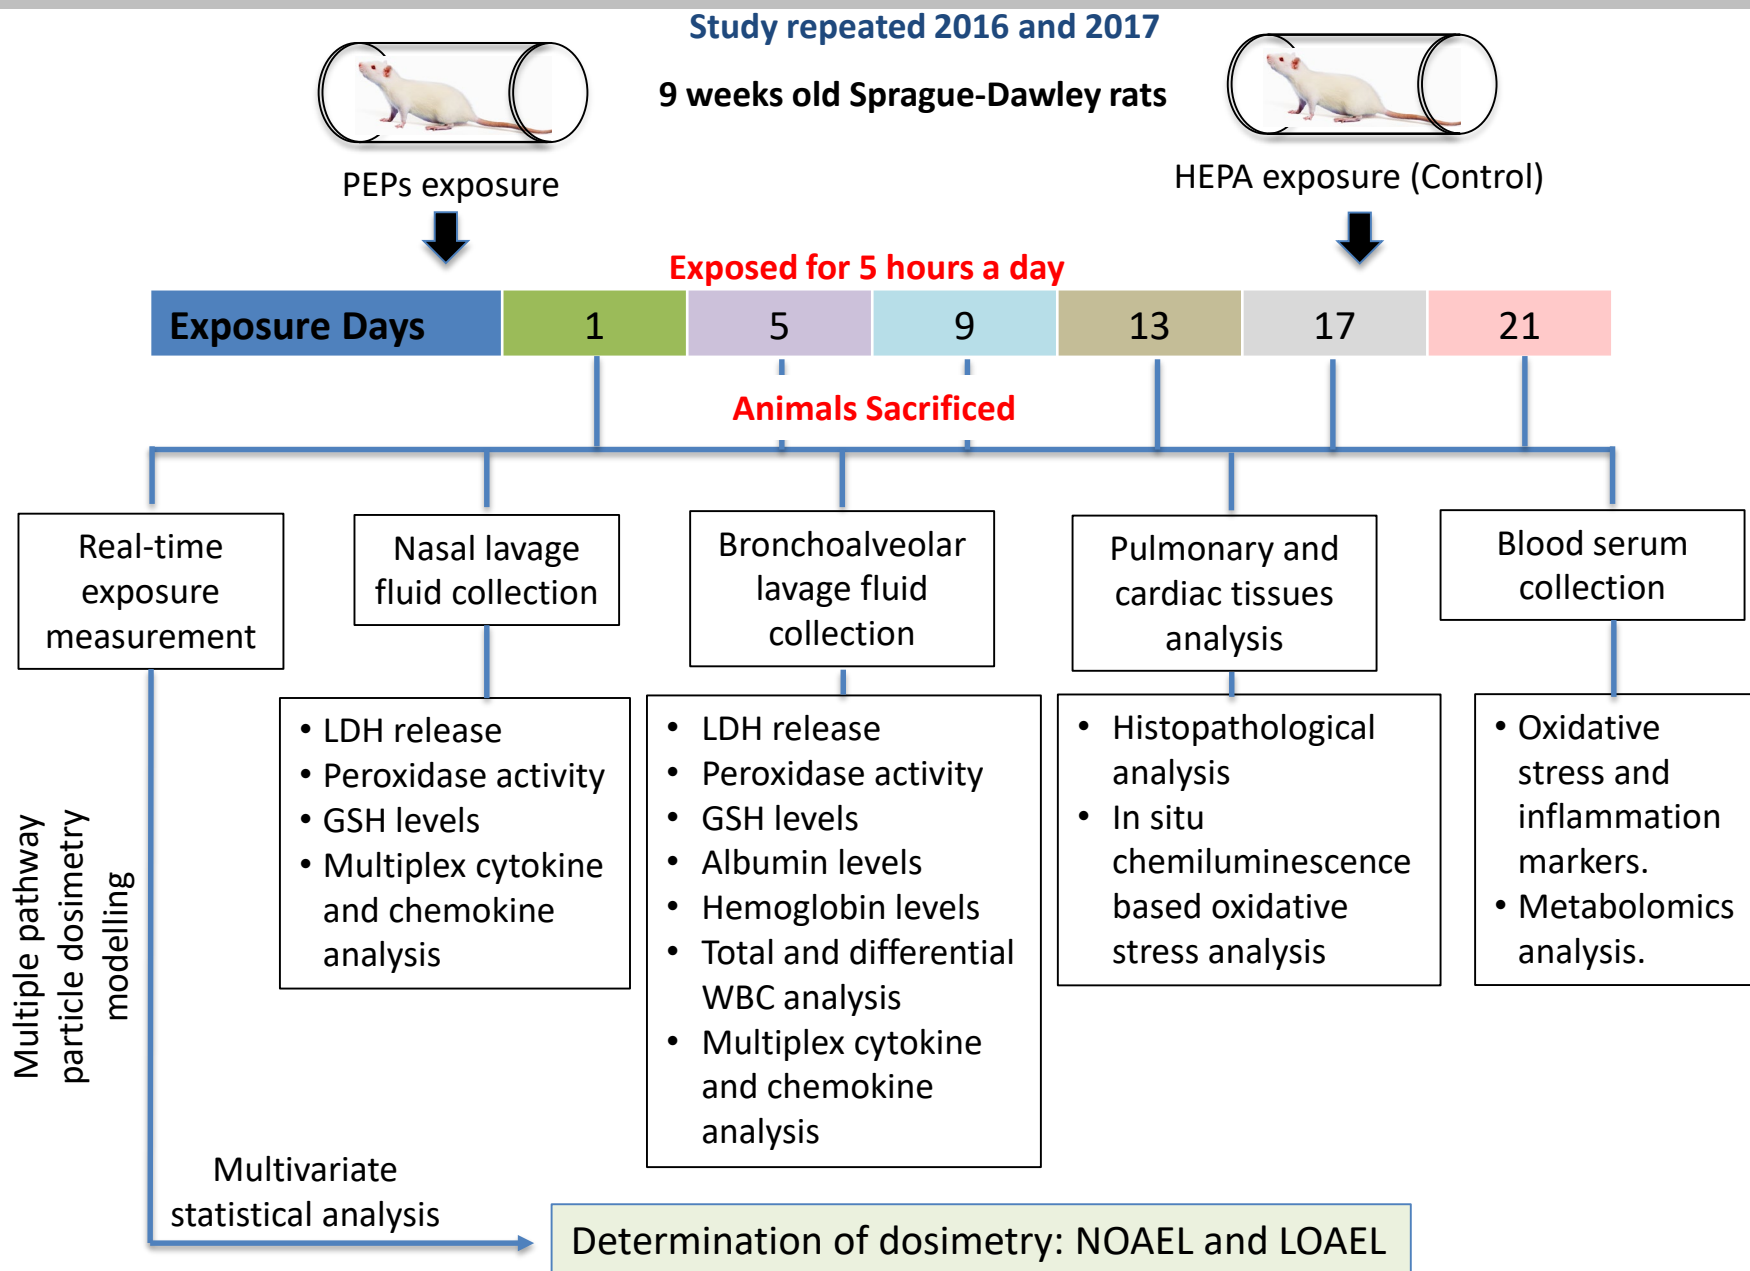 Study repeated 2016 and 2017
9 weeks old Sprague-Dawley rats
PEPs exposure
HEPA exposure (Control)
Exposed for 5 hours a day
Exposure Days 1 5 9 13 17 21
Animals Sacrificed
Real-time
exposure
measurement
Nasal lavage
fluid collection
Bronchoalveolar
lavage fluid
collection
Pulmonary and
cardiac tissues
analysis
Blood serum
collection
• LDH release
• Peroxidase activity
• GSH levels
• Multiplex cytokine
and chemokine
analysis
• LDH release
• Peroxidase activity
• GSH levels
• Albumin levels
• Hemoglobin levels
• Total and differential
WBC analysis
• Multiplex cytokine
and chemokine
analysis
• Histopathological
analysis
• In situ
chemiluminescence
based oxidative
stress analysis
• Oxidative
stress and
inflammation
markers.
• Metabolomics
analysis.
Multiple pathway
particle dosimetry
modelling
Multivariate
statistical analysis
Determination of dosimetry: NOAEL and LOAEL